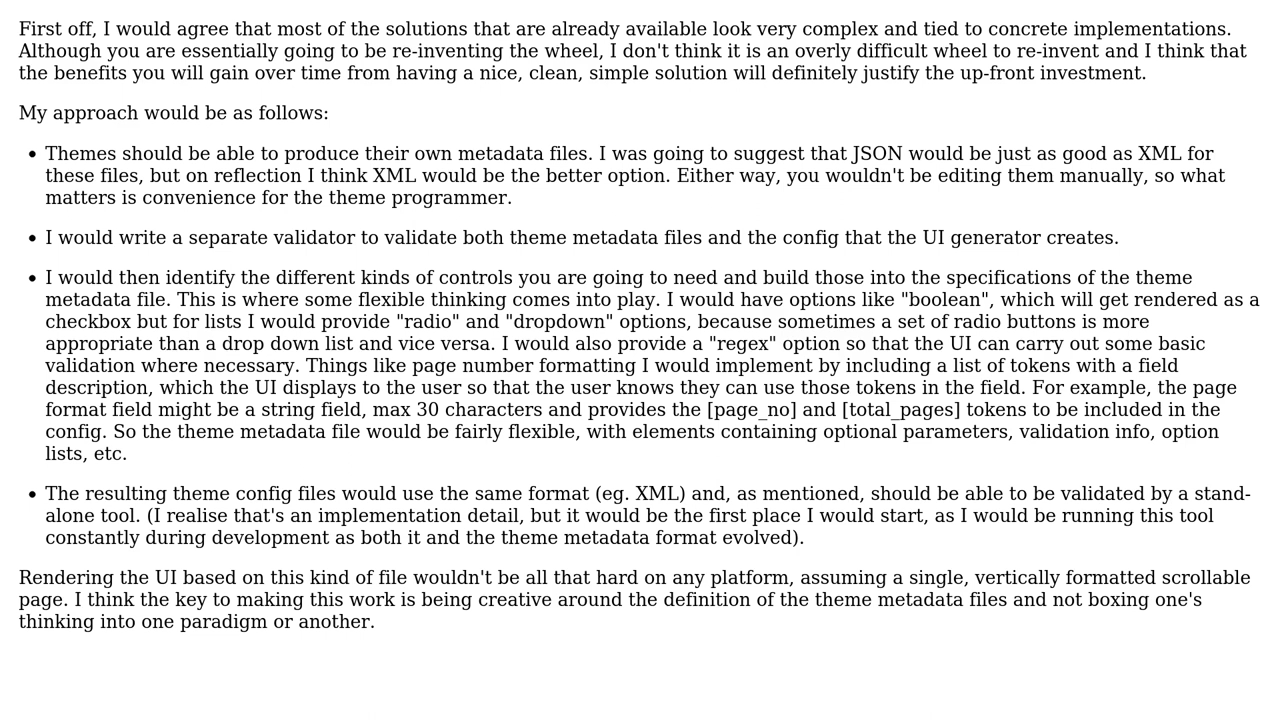 First off, I would agree that most of the solutions that are already available look very complex and tied to concrete implementations.
Although you are essentially going to be re-inventing the wheel, I don't think it is an overly difficult wheel to re-invent and I think that
the benefits you will gain over time from having a nice, clean, simple solution will definitely justify the up-front investment.
My approach would be as follows:
• Themes should be able to produce their own metadata files. I was going to suggest that JSON would be just as good as XML for
these files, but on reflection I think XML would be the better option. Either way, you wouldn't be editing them manually, so what
matters is convenience for the theme programmer.
• I would write a separate validator to validate both theme metadata files and the config that the UI generator creates.
• I would then identify the different kinds of controls you are going to need and build those into the specifications of the theme
metadata file. This is where some flexible thinking comes into play. I would have options like "boolean", which will get rendered as a
checkbox but for lists I would provide "radio" and "dropdown" options, because sometimes a set of radio buttons is more
appropriate than a drop down list and vice versa. I would also provide a "regex" option so that the UI can carry out some basic
validation where necessary. Things like page number formatting I would implement by including a list of tokens with a field
description, which the UI displays to the user so that the user knows they can use those tokens in the field. For example, the page
format field might be a string field, max 30 characters and provides the [page_no] and [total_pages] tokens to be included in the
config. So the theme metadata file would be fairly flexible, with elements containing optional parameters, validation info, option
lists, etc.
• The resulting theme config files would use the same format (eg. XML) and, as mentioned, should be able to be validated by a stand-
alone tool. (I realise that's an implementation detail, but it would be the first place I would start, as I would be running this tool
constantly during development as both it and the theme metadata format evolved).
Rendering the UI based on this kind of file wouldn't be all that hard on any platform, assuming a single, vertically formatted scrollable
page. I think the key to making this work is being creative around the definition of the theme metadata files and not boxing one's
thinking into one paradigm or another.